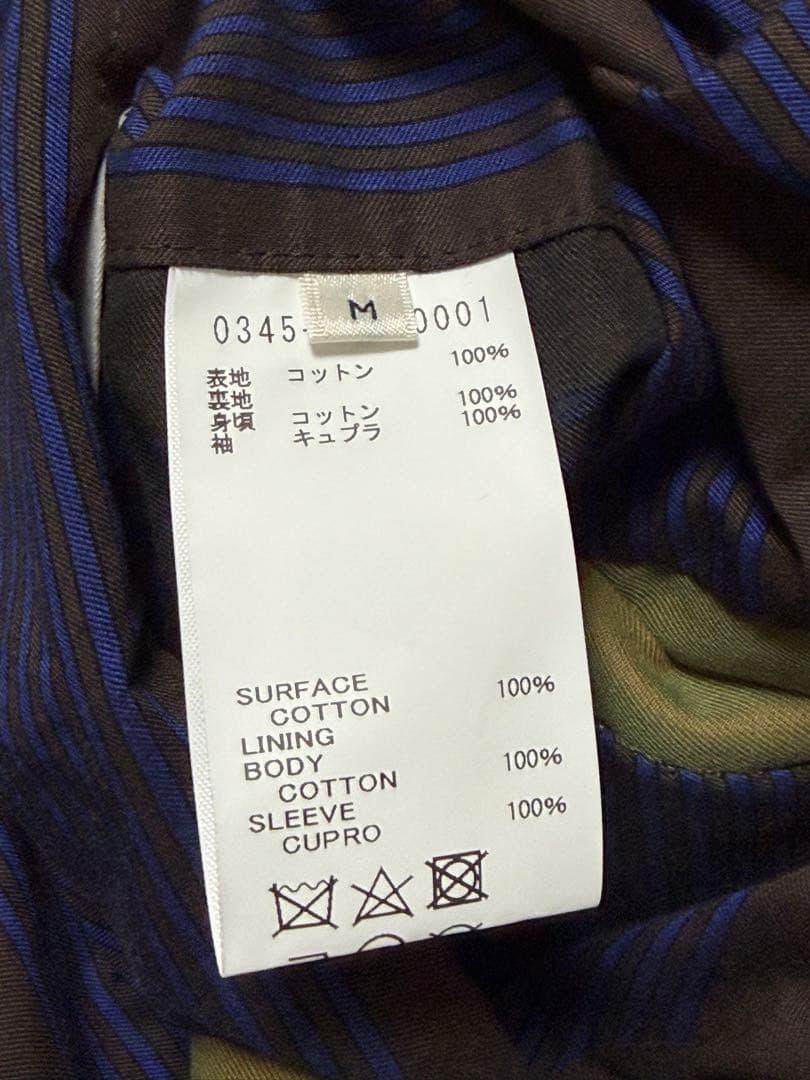 M
0345- 0001
表地 コットン 100%
裏地
身頃 コットン 100%
袖 キュプラ 100%
SURFACE
COTTON 100%
LINING
BODY
COTTON 100%
SLEEVE
CUPRO 100%